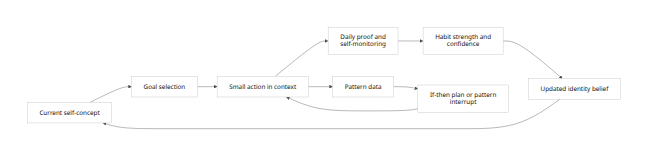 Daily proof and
self-monitoring
Habit strength and
confidence
Goal selection
Small action in context
Pattern data
If-then plan or pattern
interrupt
Updated identity belief
Current self-concept